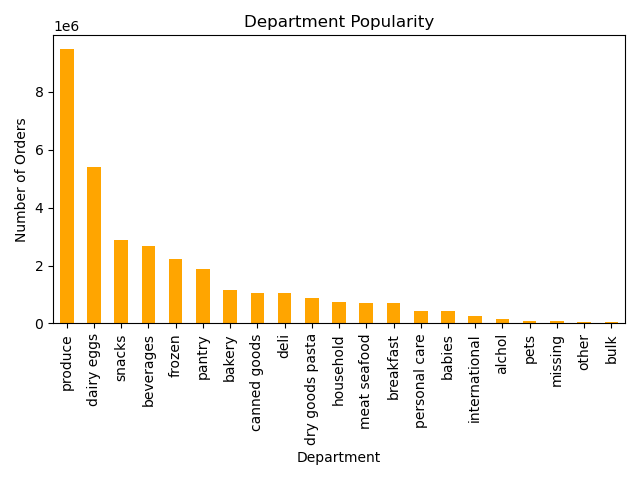 Department Popularity
1e6
8
6
4
2
0
Number of Orders
produce
dairy eggs
snacks
beverages
frozen
pantry
bakery
canned goods
deli
dry goods pasta
household
meat seafood
breakfast
personal care
babies
international
alchol
pets
missing
other
bulk
Department